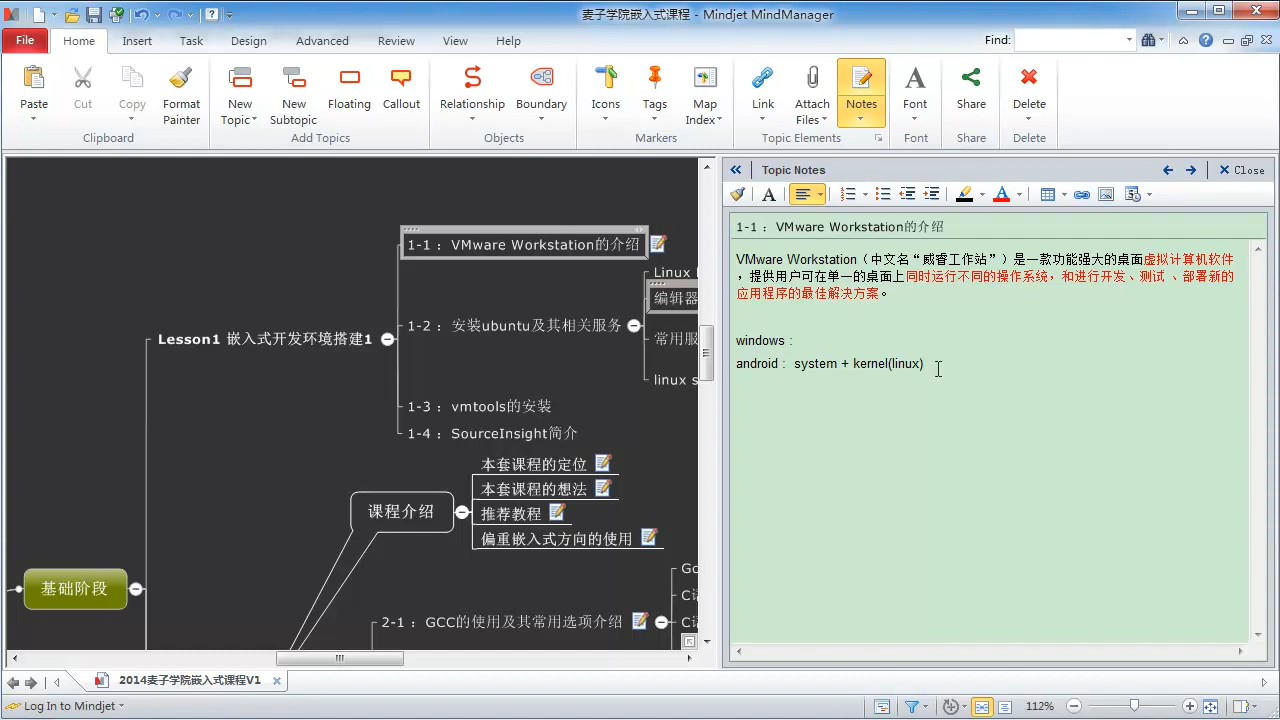 麦子学院嵌入式课程 - Mindjet MindManager
File
Home
Insert
Task
Design
Advanced
Review
View
Help
Find:
Paste
Cut
Copy
Format Painter
New Topic
New Subtopic
Floating
Callout
Relationship
Boundary
Icons
Tags
Map Index
Link
Attach Files
Notes
Font
Share
Delete
Clipboard
Add Topics
Objects
Markers
Topic Elements
Font
Share
Delete
1-1：VMware Workstation的介绍
Linux
编辑器
1-2：安装ubuntu及其相关服务
常用服
Lesson1 嵌入式开发环境搭建1
linux s
1-3：vmtools的安装
1-4：SourceInsight简介
本套课程的定位
本套课程的想法
课程介绍
推荐教程
偏重嵌入式方向的使用
基础阶段
2-1：GCC的使用及其常用选项介绍
Topic Notes
Close
1-1：VMware Workstation的介绍
VMware Workstation（中文名“威睿工作站”）是一款功能强大的桌面虚拟计算机软件
，提供用户可在单一的桌面上同时运行不同的操作系统，和进行开发、测试 、部署新的
应用程序的最佳解决方案。
windows：
android： system + kernel(linux)
2014麦子学院嵌入式课程V1
Log In to Mindjet
112%